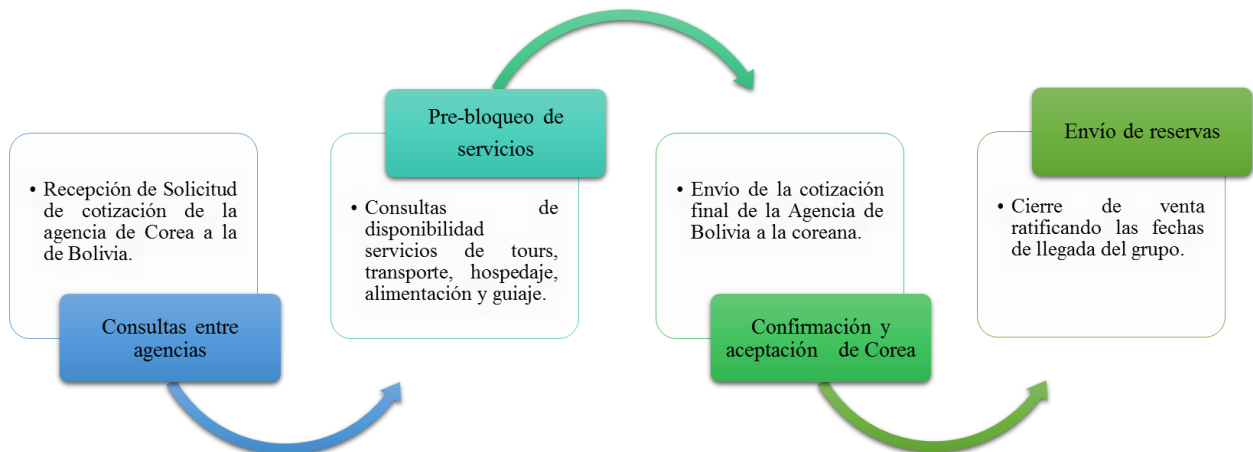 • Recepción de Solicitud
de cotización de la
agencia de Corea a la
de Bolivia.
Consultas entre
agencias
Pre-bloqueo de
servicios
• Consultas de
disponibilidad
servicios de tours,
transporte, hospedaje,
alimentación y guiaje.
• Envío de la cotización
final de la Agencia de
Bolivia a la coreana.
Confirmación y
aceptación de Corea
Envío de reservas
• Cierre de venta
ratificando las fechas
de llegada del grupo.